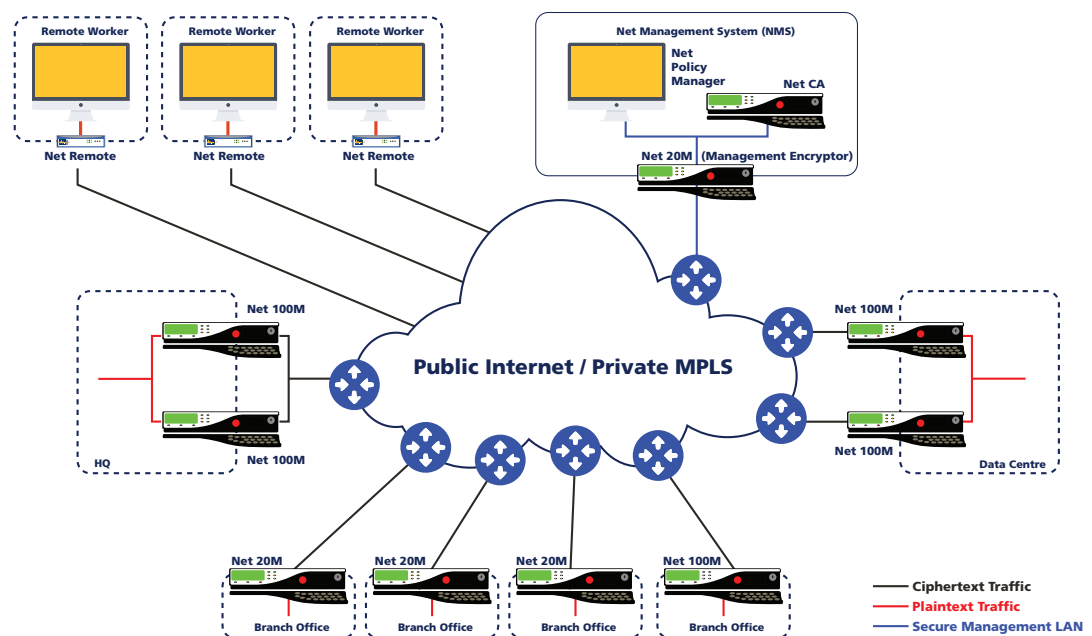 Remote Worker
Remote Worker
Remote Worker
Net Management System (NMS)
Net
Policy
Manager
Net CA
Net Remote
Net Remote
Net Remote
Net 20M (Management Encryptor)
Net 100M
Net 100M
Public Internet / Private MPLS
Net 100M
Net 100M
HQ
Data Centre
Net 20M
Net 20M
Net 20M
Net 100M
Branch Office
Branch Office
Branch Office
Branch Office
Ciphertext Traffic
Plaintext Traffic
Secure Management LAN